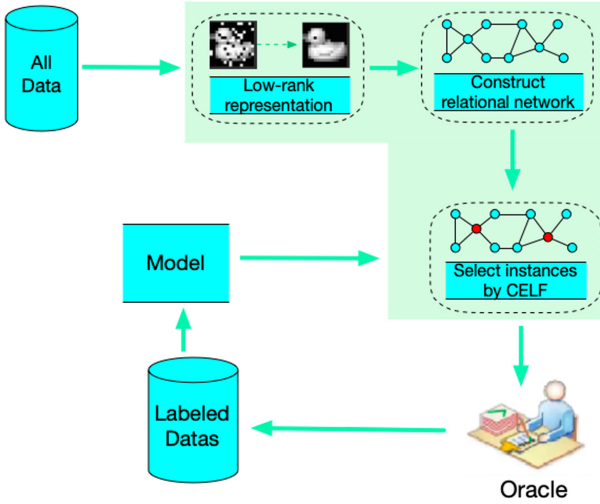 All
Data
Low-rank
representation
Construct
relational network
Model
Select instances
by CELF
Labeled
Datas
Oracle